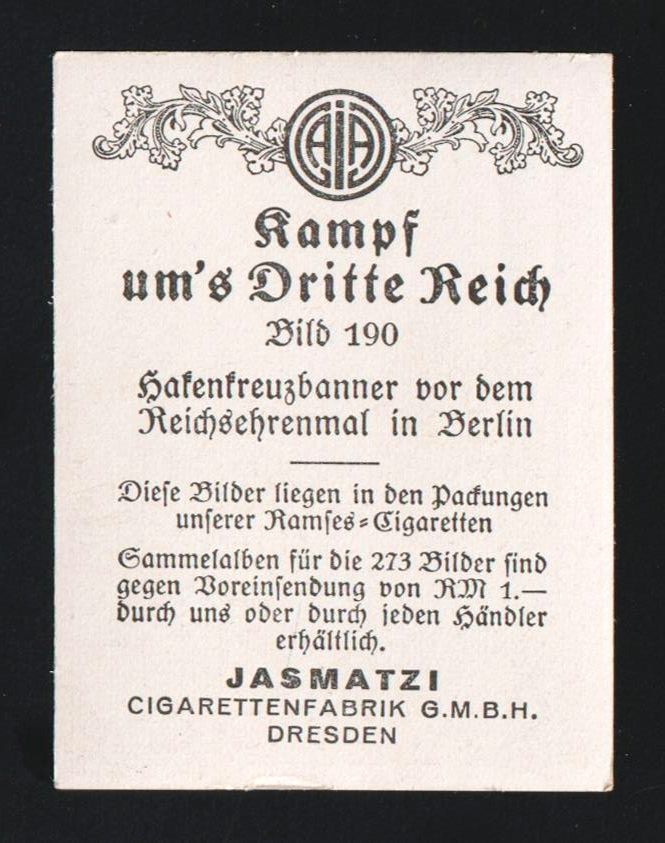 AIA
Kampf
um's Dritte Reich
Bild 190
Hakenkreuzbanner vor dem
Reichsehrenmal in Berlin
Diese Bilder liegen in den Packungen
unserer Ramses=Cigaretten
Sammelalben für die 273 Bilder sind
gegen Voreinsendung von RM 1.—
durch uns oder durch jeden Händler
erhältlich.
JASMATZI
CIGARETTENFABRIK G.M.B.H.
DRESDEN